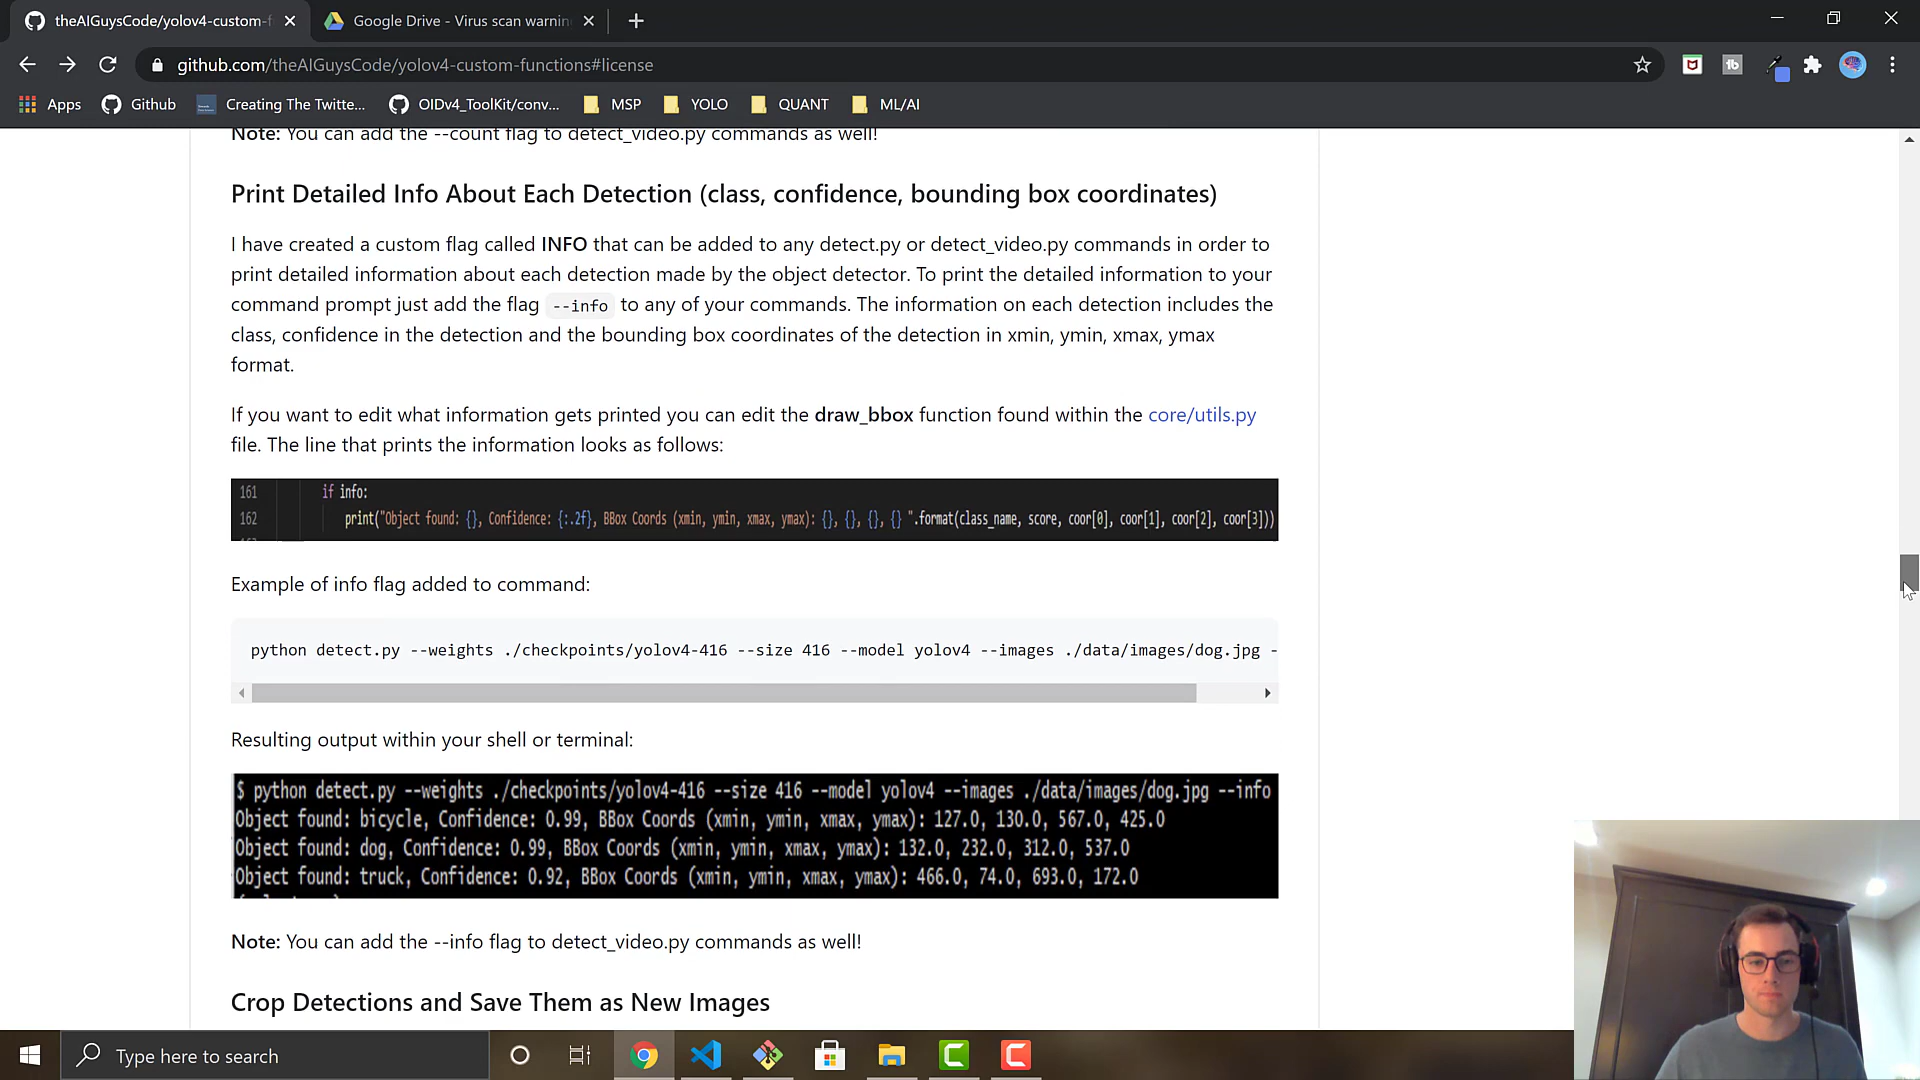 theAIGuysCode/yolov4-custom-f
Google Drive - Virus scan warnin
github.com/theAIGuysCode/yolov4-custom-functions#license
Apps
Github
Creating The Twitte...
OIDv4_ToolKit/conv...
MSP
YOLO
QUANT
ML/AI
Note: You can add the --count flag to detect_video.py commands as well!
Print Detailed Info About Each Detection (class, confidence, bounding box coordinates)
I have created a custom flag called INFO that can be added to any detect.py or detect_video.py commands in order to
print detailed information about each detection made by the object detector. To print the detailed information to your
command prompt just add the flag --info to any of your commands. The information on each detection includes the
class, confidence in the detection and the bounding box coordinates of the detection in xmin, ymin, xmax, ymax
format.
If you want to edit what information gets printed you can edit the draw_bbox function found within the core/utils.py
file. The line that prints the information looks as follows:
161 if info:
162 print("Object found: {}, Confidence: {:.2f}, BBox Coords (xmin, ymin, xmax, ymax): {}, {}, {}, {} ".format(class_name, score, coor[0], coor[1], coor[2], coor[3]))
Example of info flag added to command:
python detect.py --weights ./checkpoints/yolov4-416 --size 416 --model yolov4 --images ./data/images/dog.jpg -
Resulting output within your shell or terminal:
$ python detect.py --weights ./checkpoints/yolov4-416 --size 416 --model yolov4 --images ./data/images/dog.jpg --info
Object found: bicycle, Confidence: 0.99, BBox Coords (xmin, ymin, xmax, ymax): 127.0, 130.0, 567.0, 425.0
Object found: dog, Confidence: 0.99, BBox Coords (xmin, ymin, xmax, ymax): 132.0, 232.0, 312.0, 537.0
Object found: truck, Confidence: 0.92, BBox Coords (xmin, ymin, xmax, ymax): 466.0, 74.0, 693.0, 172.0
Note: You can add the --info flag to detect_video.py commands as well!
Crop Detections and Save Them as New Images
Type here to search